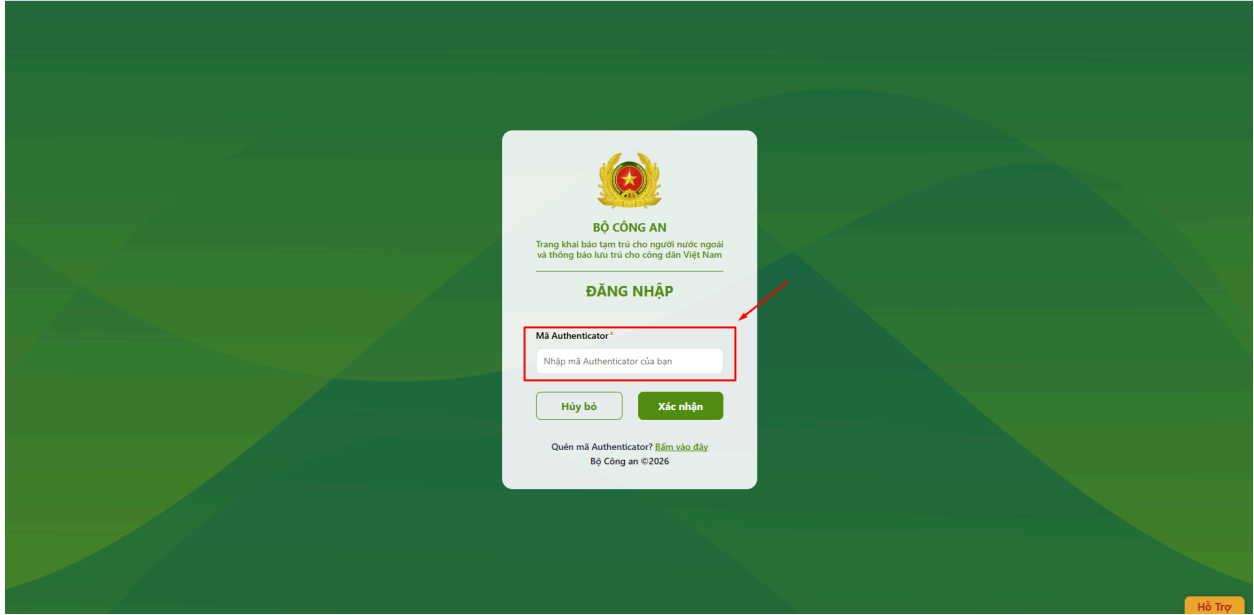 BỘ CÔNG AN
Trang khai báo tạm trú cho người nước ngoài
và thông báo lưu trú cho công dân Việt Nam
ĐĂNG NHẬP
Mã Authenticator *
Nhập mã Authenticator của bạn
Hủy bỏ
Xác nhận
Quên mã Authenticator? Bấm vào đây
Bộ Công an ©2026
Hỗ Trợ